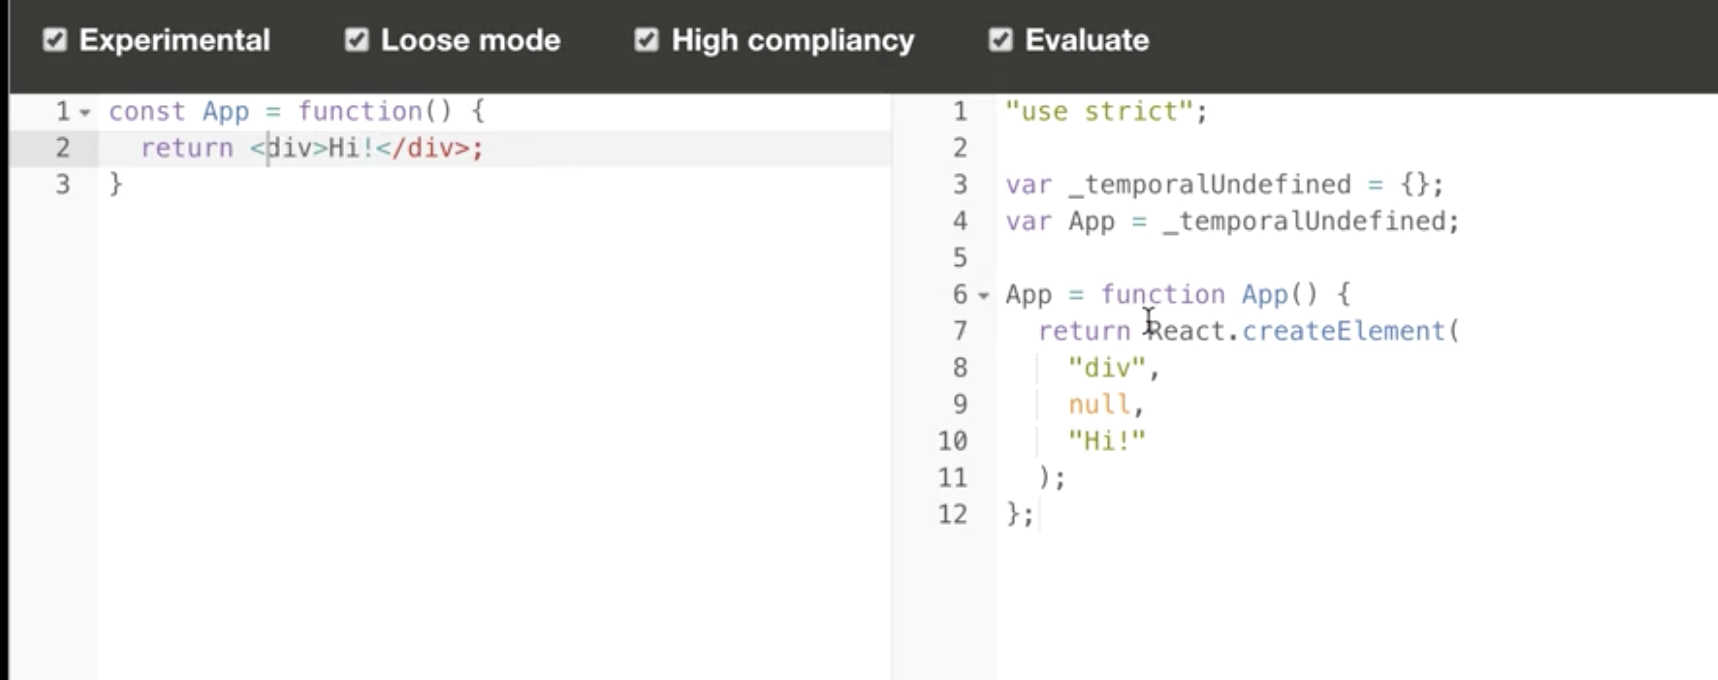 Experimental Loose mode High compliancy Evaluate
1 const App = function() {
2 return <div>Hi!</div>;
3 }
1 "use strict";
2
3 var _temporalUndefined = {};
4 var App = _temporalUndefined;
5
6 App = function App() {
7 return React.createElement(
8 "div",
9 null,
10 "Hi!"
11 );
12 };